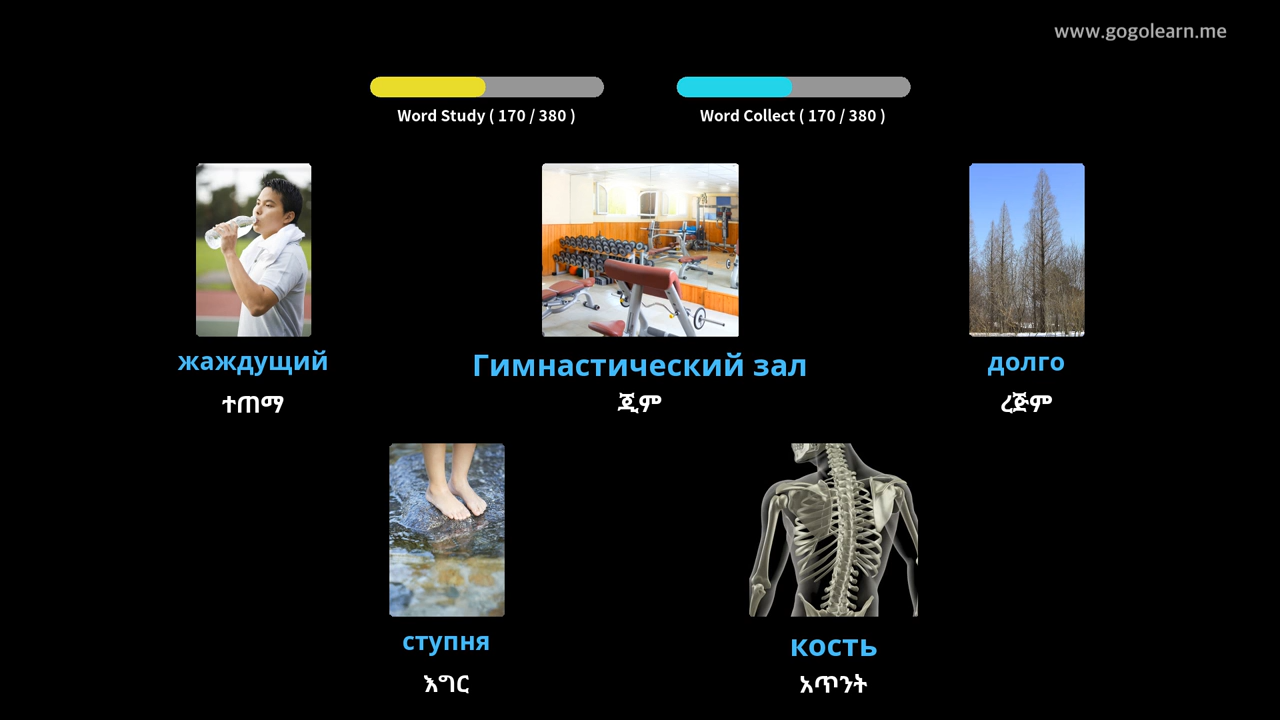 www.gogolearn.me
Word Study ( 170 / 380 )
Word Collect ( 170 / 380 )
жаждущий
Гимнастический зал
долго
ተጠማ
ጂም
ረጅም
ступня
кость
እግር
አጥንት